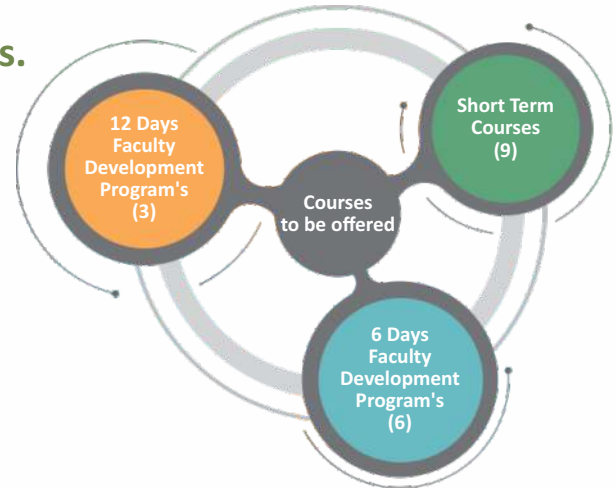 s.
12 Days
Faculty
Development
Program's
(3)
Short Term
Courses
(9)
Courses
to be offered
6 Days
Faculty
Development
Program's
(6)